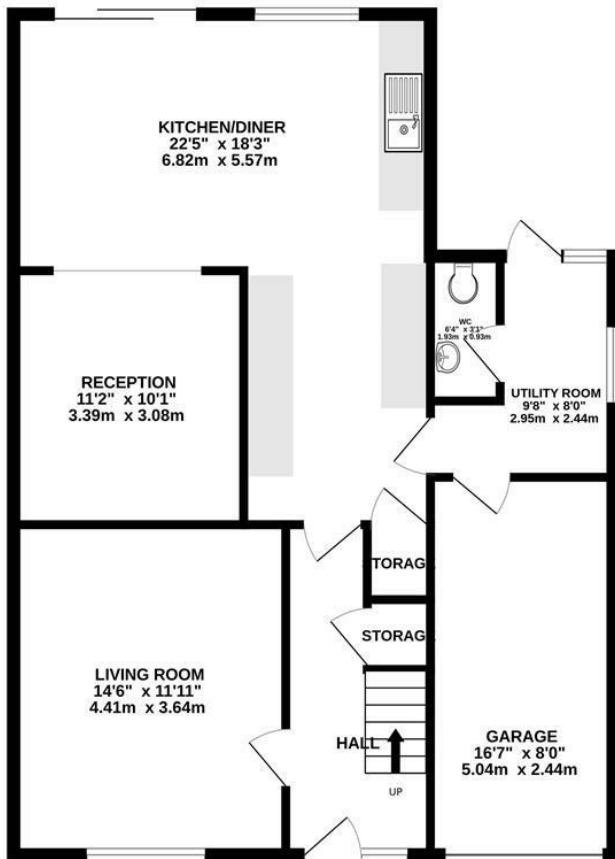 KITCHEN/DINER
22'5" x 18'3"
6.82m x 5.57m
WC
6'4" x 3'1"
1.93m x 0.93m
RECEPTION
11'2" x 10'1"
3.39m x 3.08m
UTILITY ROOM
9'8" x 8'0"
2.95m x 2.44m
STORAGE
STORAGE
LIVING ROOM
14'6" x 11'11"
4.41m x 3.64m
HALL
UP
GARAGE
16'7" x 8'0"
5.04m x 2.44m